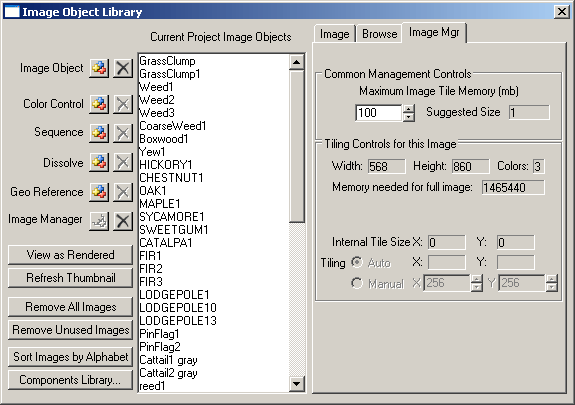 Image Object Library
Current Project Image Objects
Image Object
Color Control
Sequence
Dissolve
Geo Reference
Image Manager
View as Rendered
Refresh Thumbnail
Remove All Images
Remove Unused Images
Sort Images by Alphabet
Components Library...
GrassClump
GrassClump1
Weed1
Weed2
Weed3
CoarseWeed1
Boxwood1
Yew1
HICKORY1
CHESTNUT1
OAK1
MAPLE1
SYCAMORE1
SWEETGUM1
CATALPA1
FIR1
FIR2
FIR3
LODGEPOLE1
LODGEPOLE10
LODGEPOLE13
PinFlag1
PinFlag2
Cattail1 gray
Cattail2 gray
reed1
Image Browse Image Mgr
Common Management Controls
Maximum Image Tile Memory (mb)
100 Suggested Size 1
Tiling Controls for this Image
Width: 568 Height: 860 Colors: 3
Memory needed for full image: 1465440
Internal Tile Size X: 0 Y: 0
Tiling Auto X: Y:
Manual X 256 Y 256